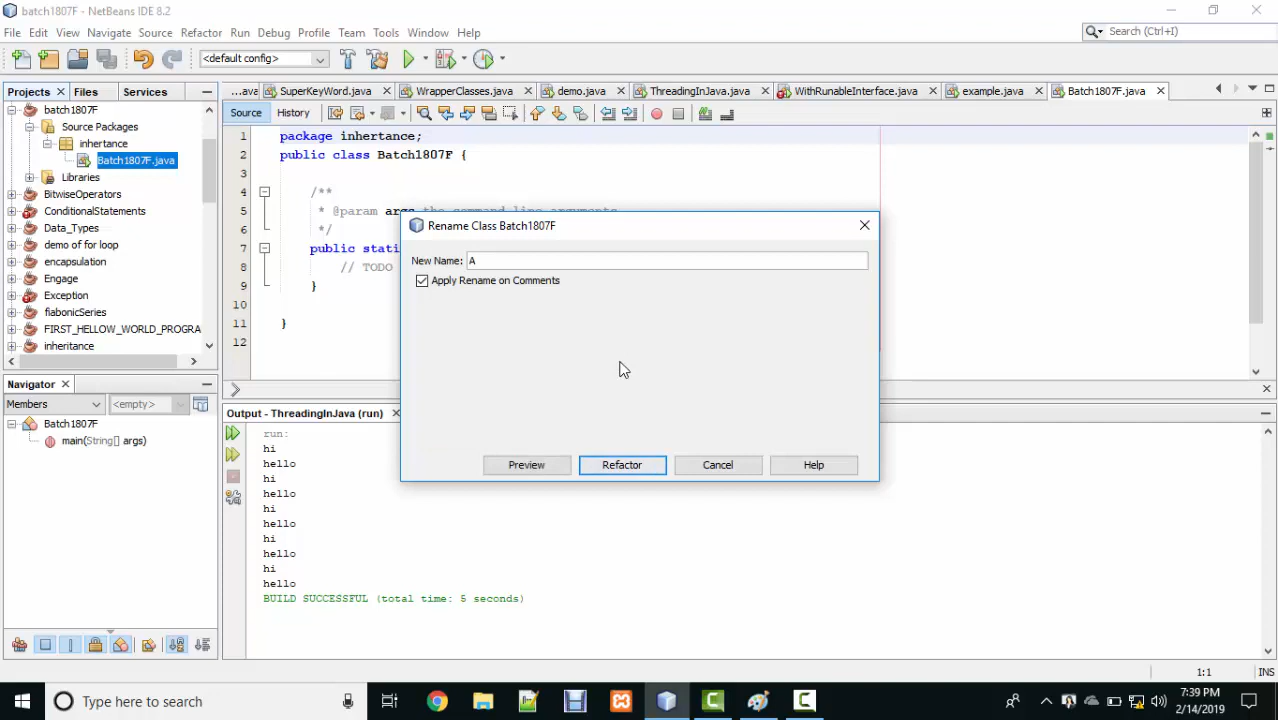 batch1807F - NetBeans IDE 8.2
File Edit View Navigate Source Refactor Run Debug Profile Team Tools Window Help
Search (Ctrl+I)
<default config>
Projects Files Services
...ava SuperKeyWord.java WrapperClasses.java demo.java ThreadingInJava.java WithRunableInterface.java example.java Batch1807F.java
Source History
batch1807F
Source Packages
inhertance
Batch1807F.java
Libraries
BitwiseOperators
ConditionalStatements
Data_Types
demo of for loop
encapsulation
Engage
Exception
fiabonicSeries
FIRST_HELLOW_WORLD_PROGRA
inheritance
1 package inhertance;
2 public class Batch1807F {
3
4 /**
5 * @param args the command line arguments
6 */
7 public stati
8 // TODO
9 }
10
11 }
12
Rename Class Batch1807F
New Name: A
Apply Rename on Comments
Preview Refactor Cancel Help
Navigator
Members <empty>
Batch1807F
main(String[] args)
Output - ThreadingInJava (run)
run:
hi
hello
hi
hello
hi
hello
hi
hello
hi
hello
BUILD SUCCESSFUL (total time: 5 seconds)
1:1 INS
Type here to search
7:39 PM
2/14/2019